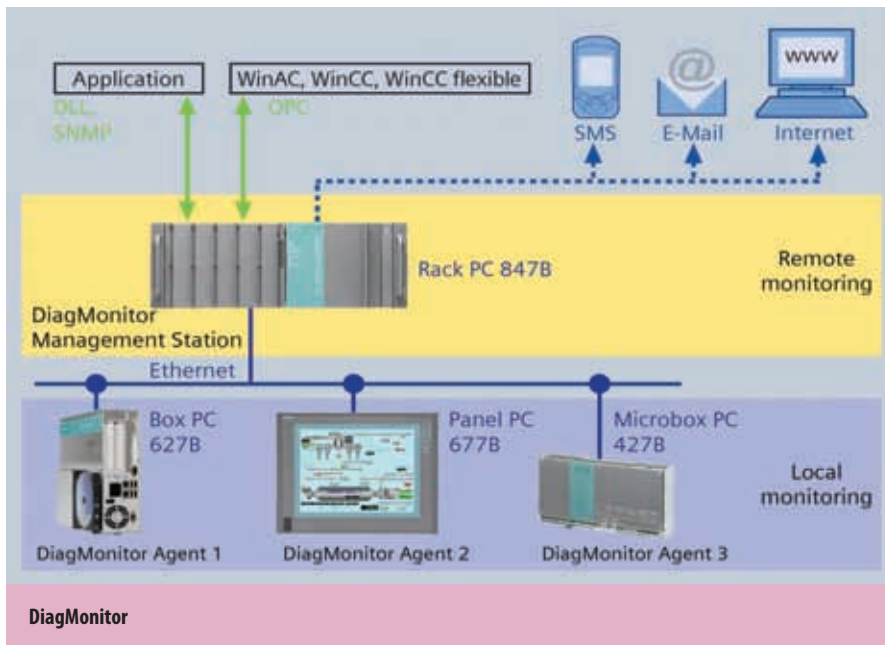 Application
WinAC, WinCC, WinCC flexible
WWW
@
DLL,
SNMP
OPC
SMS
E-Mail
Internet
Rack PC 847B
Remote
monitoring
DiagMonitor
Management Station
Ethernet
Box PC
627B
Panel PC
677B
Microbox PC
427B
Local
monitoring
DiagMonitor Agent 1
DiagMonitor Agent 2
DiagMonitor Agent 3
DiagMonitor